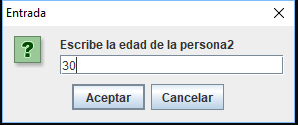 Entrada
?
Escribe la edad de la persona2
30
Aceptar
Cancelar